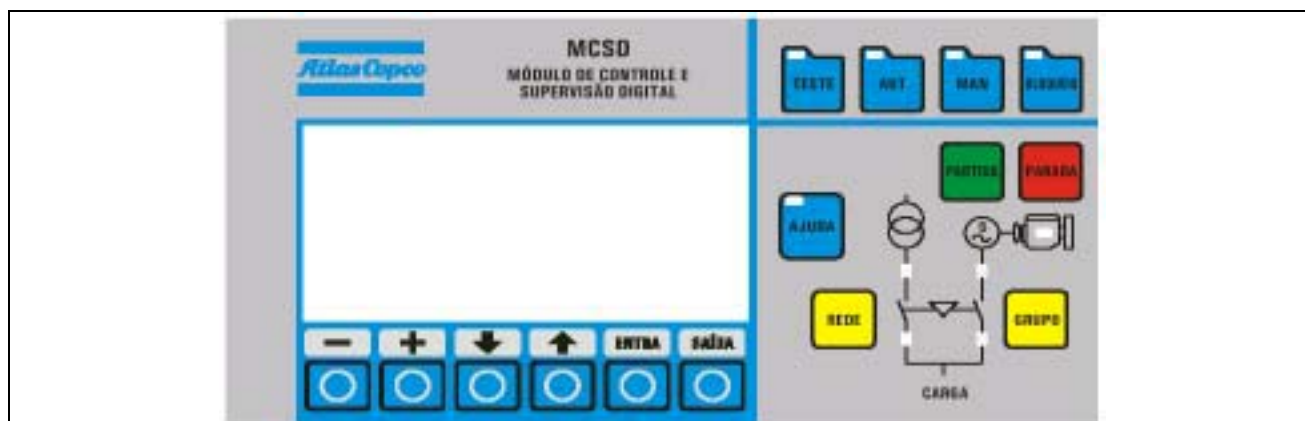 Atlas Copco
MCSD
MÓDULO DE CONTROLE E
SUPERVISÃO DIGITAL
TESTE AUT MAN BLOQUEIO
PARTIDA PARADA
AJUDA
G
REDE GRUPO
CARGA
ENTRA SAÍDA